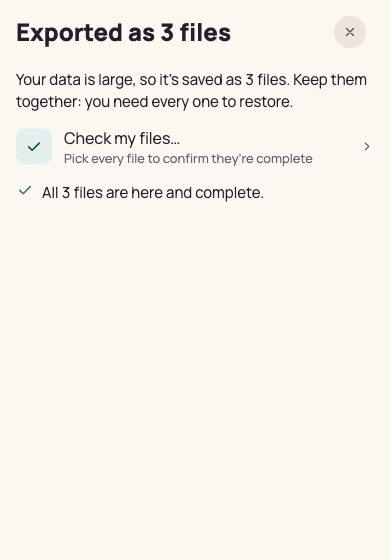 Exported as 3 files
Your data is large, so it's saved as 3 files. Keep them
together: you need every one to restore.
Check my files…
Pick every file to confirm they're complete
All 3 files are here and complete.